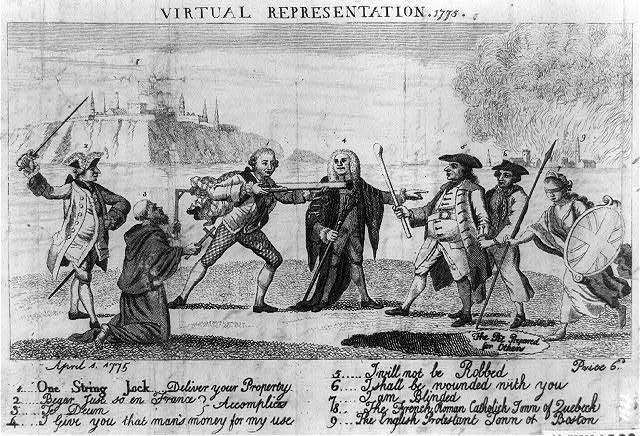 VIRTUAL REPRESENTATION. 1775.
The Pit Prepared
for Others
April 1. 1775
Price 6d.
1 .... One String Jack .. Deliver your Property
2 .... Begar Just so in France } Accomplices
3 .... Te Deum
4 ... I Give you that man's money for my use
5 ..... I will not be Robbed
6 .... I shall be wounded with you
7 ..... I am Blinded
8 .... The French Roman Catholick Town of Quebeck
9 ... The English Protestant Town of Boston